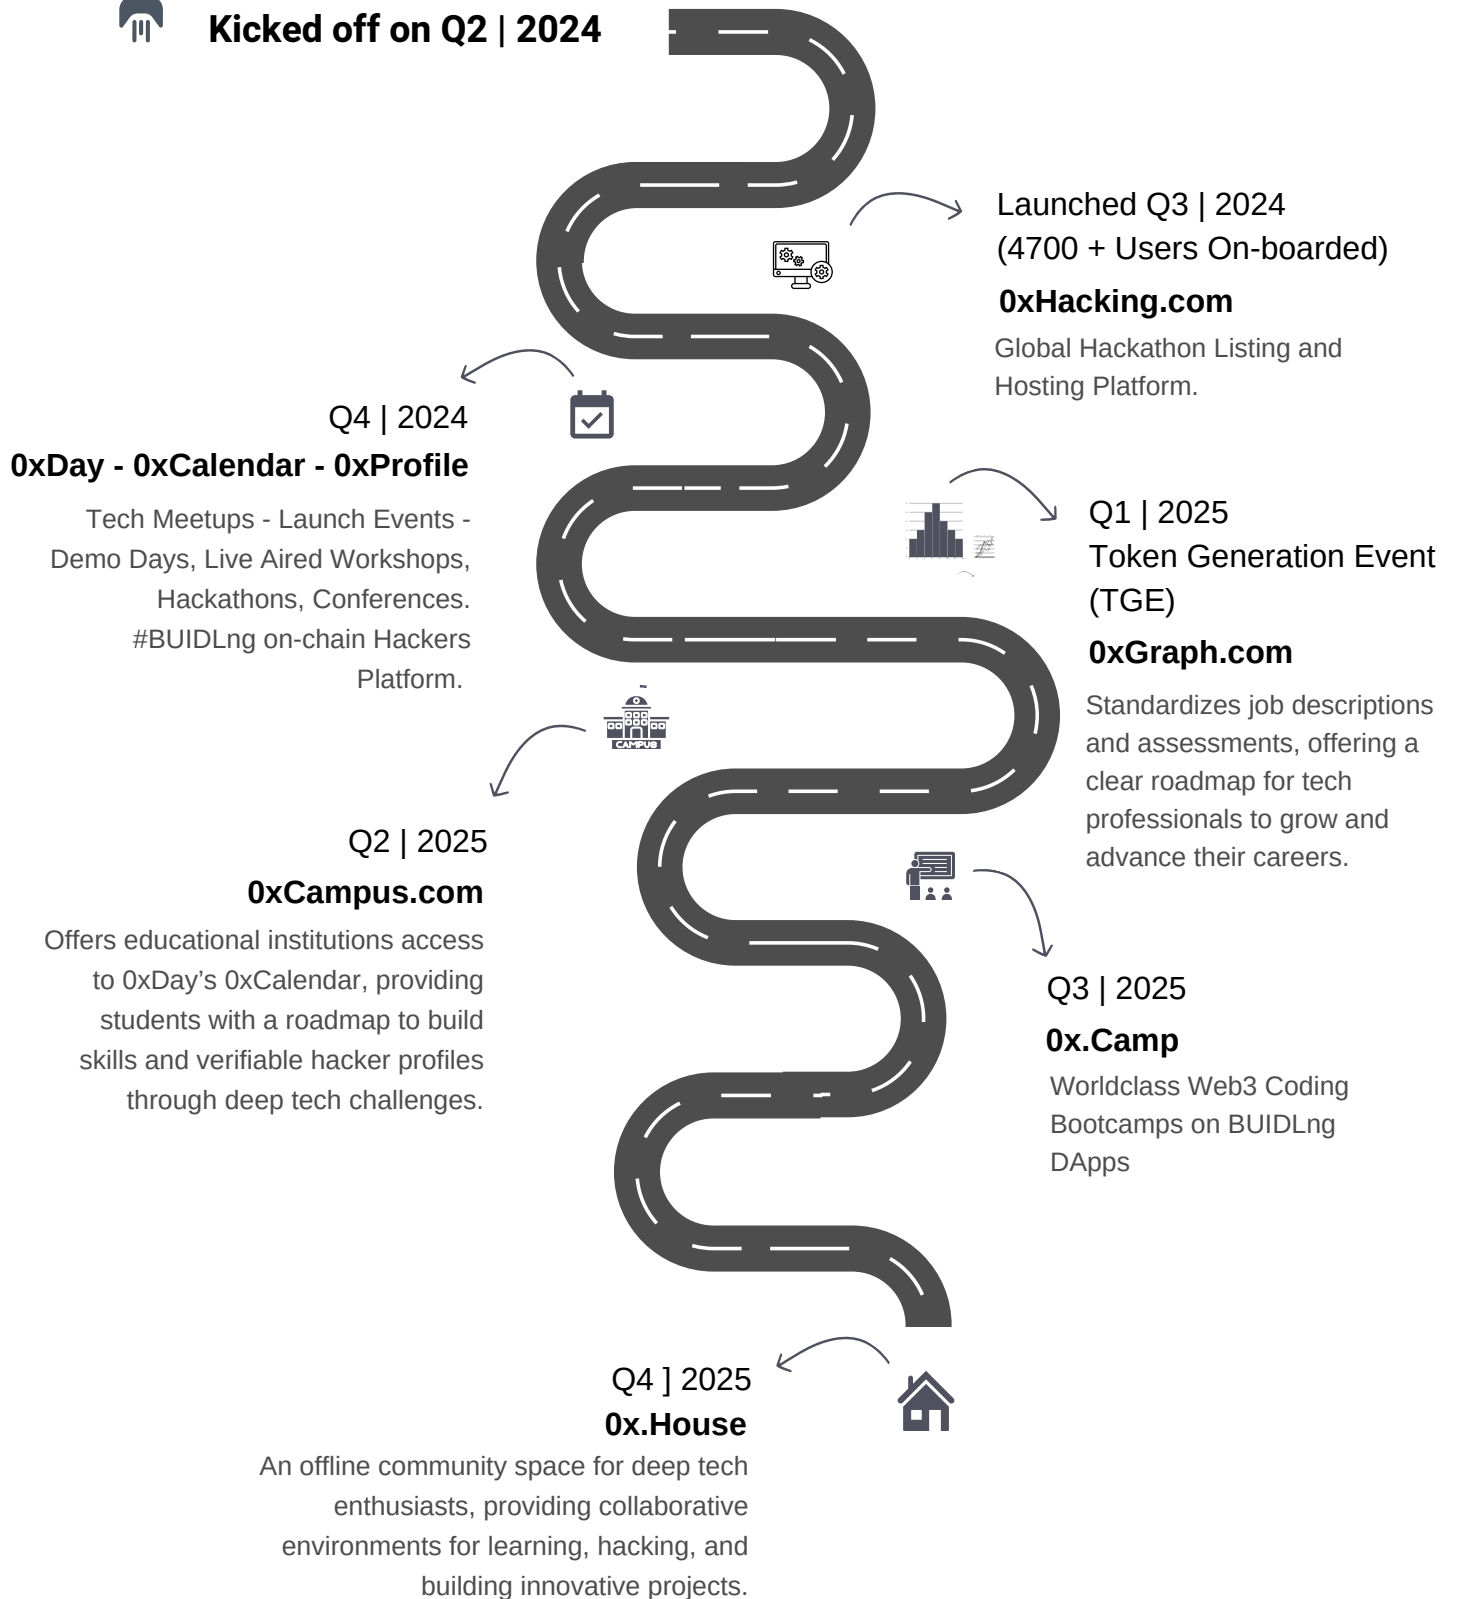 Kicked off on Q2 | 2024
Launched Q3 | 2024
(4700 + Users On-boarded)
0xHacking.com
Global Hackathon Listing and
Hosting Platform.
Q4 | 2024
0xDay - 0xCalendar - 0xProfile
Tech Meetups - Launch Events -
Demo Days, Live Aired Workshops,
Hackathons, Conferences.
#BUIDLng on-chain Hackers
Platform.
Q1 | 2025
Token Generation Event
(TGE)
0xGraph.com
Standardizes job descriptions
and assessments, offering a
clear roadmap for tech
professionals to grow and
advance their careers.
CAMPUS
Q2 | 2025
0xCampus.com
Offers educational institutions access
to 0xDay’s 0xCalendar, providing
students with a roadmap to build
skills and verifiable hacker profiles
through deep tech challenges.
Q3 | 2025
0x.Camp
Worldclass Web3 Coding
Bootcamps on BUIDLng
DApps
Q4 ] 2025
0x.House
An offline community space for deep tech
enthusiasts, providing collaborative
environments for learning, hacking, and
building innovative projects.